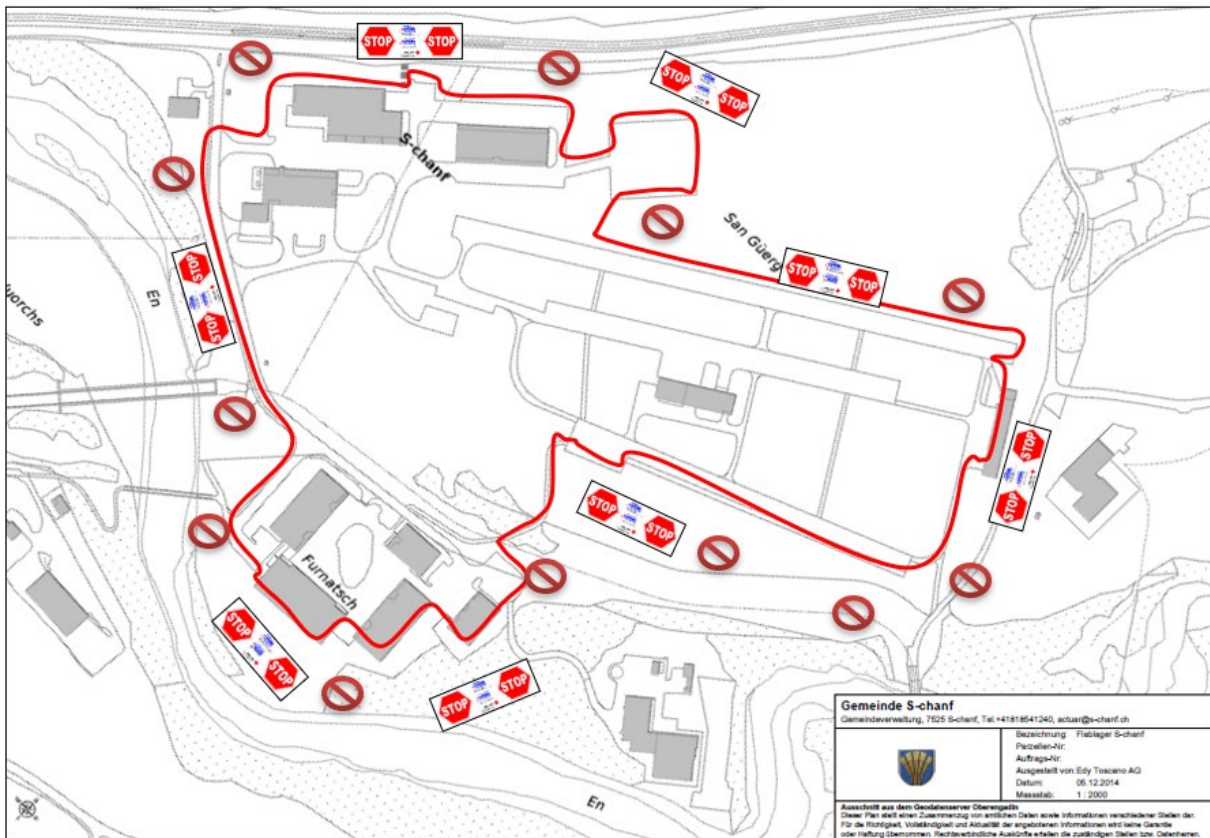 STOP STOP
STOP STOP
S-chanf
San Güerg
STOP STOP
STOP STOP
En
STOP STOP
STOP STOP
Furnatsch
STOP STOP
STOP STOP
En
Gemeinde S-chanf
Gemeindeverwaltung, 7525 S-chanf, Tel.+41818541240, actuar@s-chanf.ch
Bezeichnung: Flablager S-chanf
Parzellen-Nr:
Auftrags-Nr:
Ausgestellt von: Edy Toscano AG
Datum: 05.12.2014
Massstab: 1 : 2000
Ausschnitt aus dem Geodatenserver Oberengadin
Dieser Plan stellt einen Zusammenzug von amtlichen Daten sowie Informationen verschiedener Stellen dar.
Für die Richtigkeit, Vollständigkeit und Aktualität der angebotenen Informationen wird keine Garantie
oder Haftung übernommen. Rechtsverbindliche Auskünfte erteilen die zuständigen Stellen bzw. Datenherren.